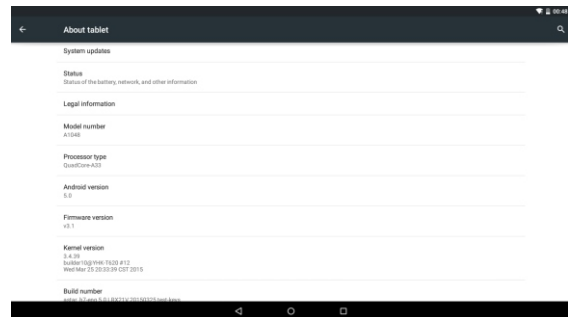 00:48
About tablet
System updates
Status
Status of the battery, network, and other information
Legal information
Model number
A1048
Processor type
QuadCore-A33
Android version
5.0
Firmware version
v3.1
Kernel version
3.4.39
builder10@YHK-T620 #12
Wed Mar 25 20:33:39 CST 2015
Build number